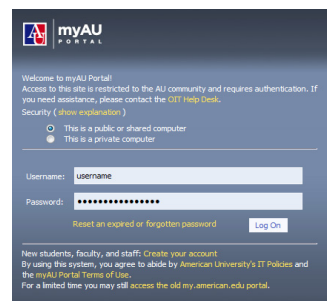 myAU
PORTAL
Welcome to myAU Portal!
Access to this site is restricted to the AU community and requires authentication. If
you need assistance, please contact the OIT Help Desk.
Security ( show explanation )
This is a public or shared computer
This is a private computer
Username: username
Password: ••••••••••••••••
Reset an expired or forgotten password Log On
New students, faculty, and staff: Create your account
By using this system, you agree to abide by American University's IT Policies and
the myAU Portal Terms of Use.
For a limited time you may still access the old my.american.edu portal.